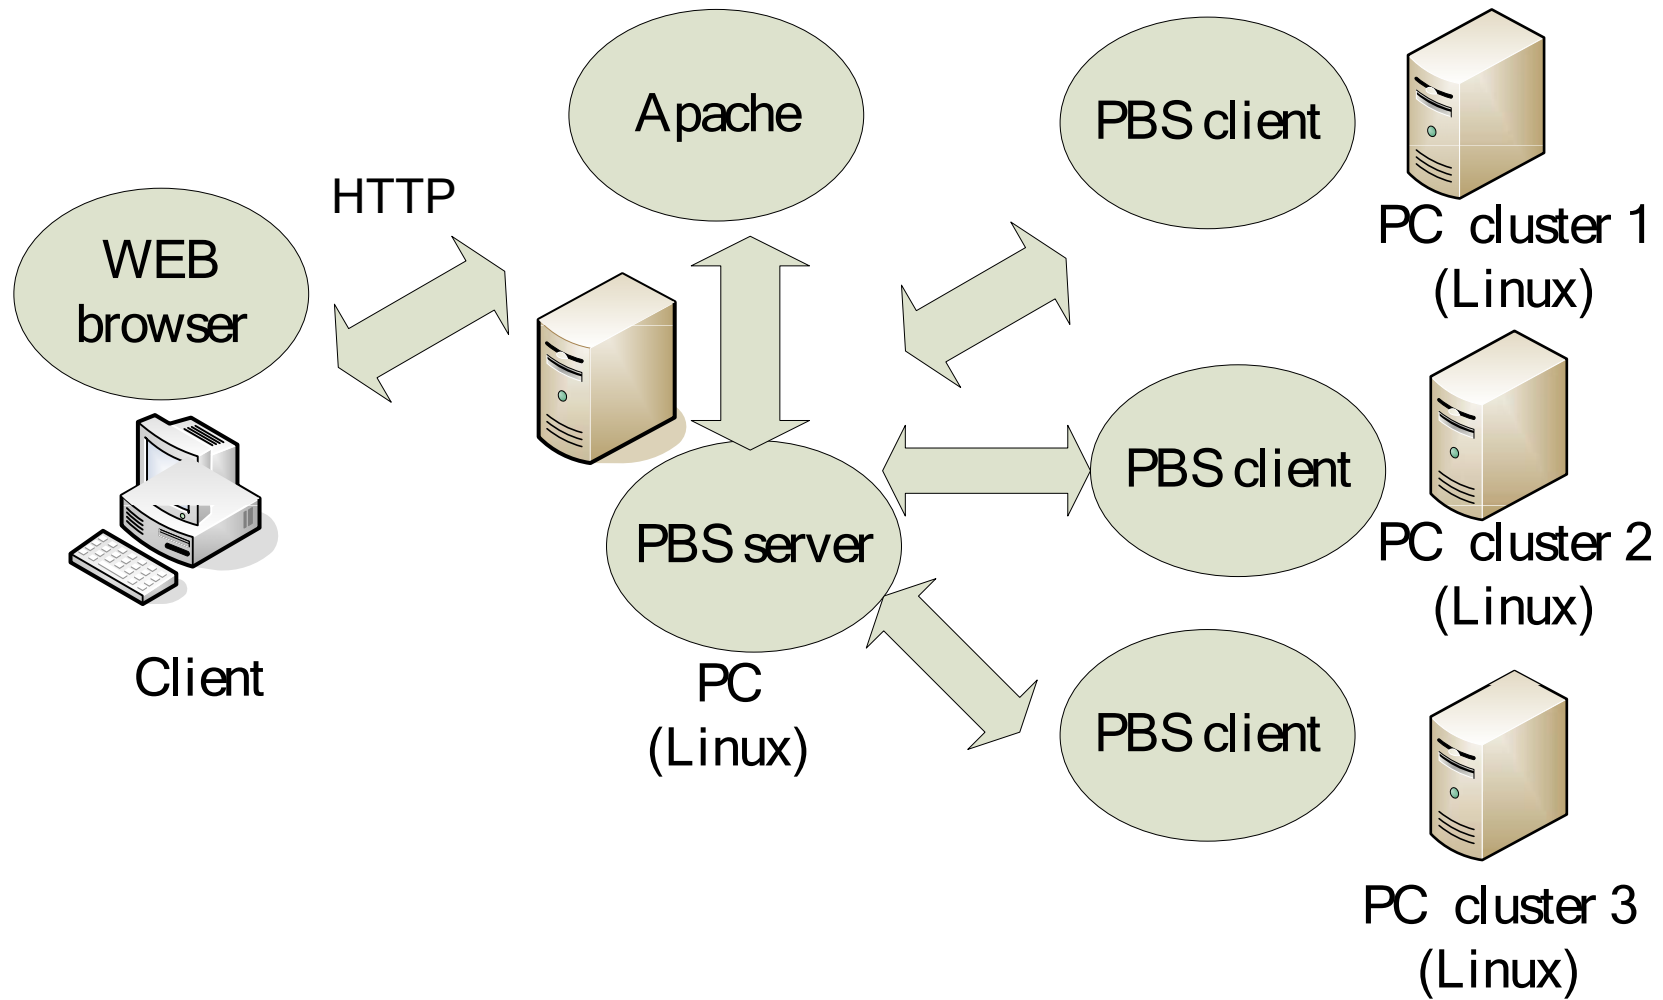 WEB
browser
Client
HTTP
Apache
PBS server
PC
(Linux)
PBS client
PC cluster 1
(Linux)
PBS client
PC cluster 2
(Linux)
PBS client
PC cluster 3
(Linux)